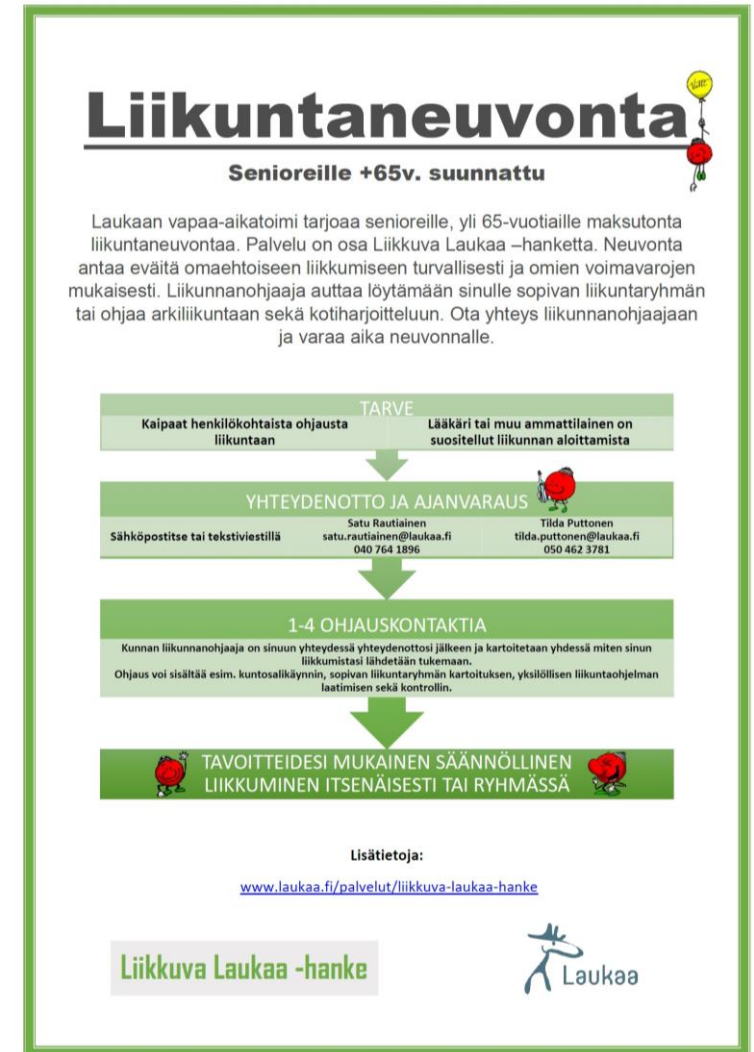 Liikuntaneuvonta
Senioreille +65v. suunnattu
Laukaan vapaa-aikatoimi tarjoaa senioreille, yli 65-vuotiaille maksutonta
liikuntaneuvontaa. Palvelu on osa Liikkuva Laukaa –hanketta. Neuvonta
antaa eväitä omaehtoiseen liikkumiseen turvallisesti ja omien voimavarojen
mukaisesti. Liikunnanohjaaja auttaa löytämään sinulle sopivan liikuntaryhmän
tai ohjaa arkiliikuntaan sekä kotiharjoitteluun. Ota yhteys liikunnanohjaajaan
ja varaa aika neuvonnalle.
TARVE
Kaipaat henkilökohtaista ohjausta
liikuntaan
Lääkäri tai muu ammattilainen on
suositellut liikunnan aloittamista
YHTEYDENOTTO JA AJANVARAUS
Sähköpostitse tai tekstiviestillä
Satu Rautiainen
satu.rautiainen@laukaa.fi
040 764 1896
Tilda Puttonen
tilda.puttonen@laukaa.fi
050 462 3781
1-4 OHJAUSKONTAKTIA
Kunnan liikunnanohjaaja on sinuun yhteydessä yhteydenottosi jälkeen ja kartoitetaan yhdessä miten sinun
liikkumistasi lähdetään tukemaan.
Ohjaus voi sisältää esim. kuntosalikäynnin, sopivan liikuntaryhmän kartoituksen, yksilöllisen liikuntaohjelman
laatimisen sekä kontrollin.
TAVOITTEIDESI MUKAINEN SÄÄNNÖLLINEN
LIIKKUMINEN ITSENÄISESTI TAI RYHMÄSSÄ
Lisätietoja:
www.laukaa.fi/palvelut/liikkuva-laukaa-hanke
Liikkuva Laukaa -hanke
Laukaa